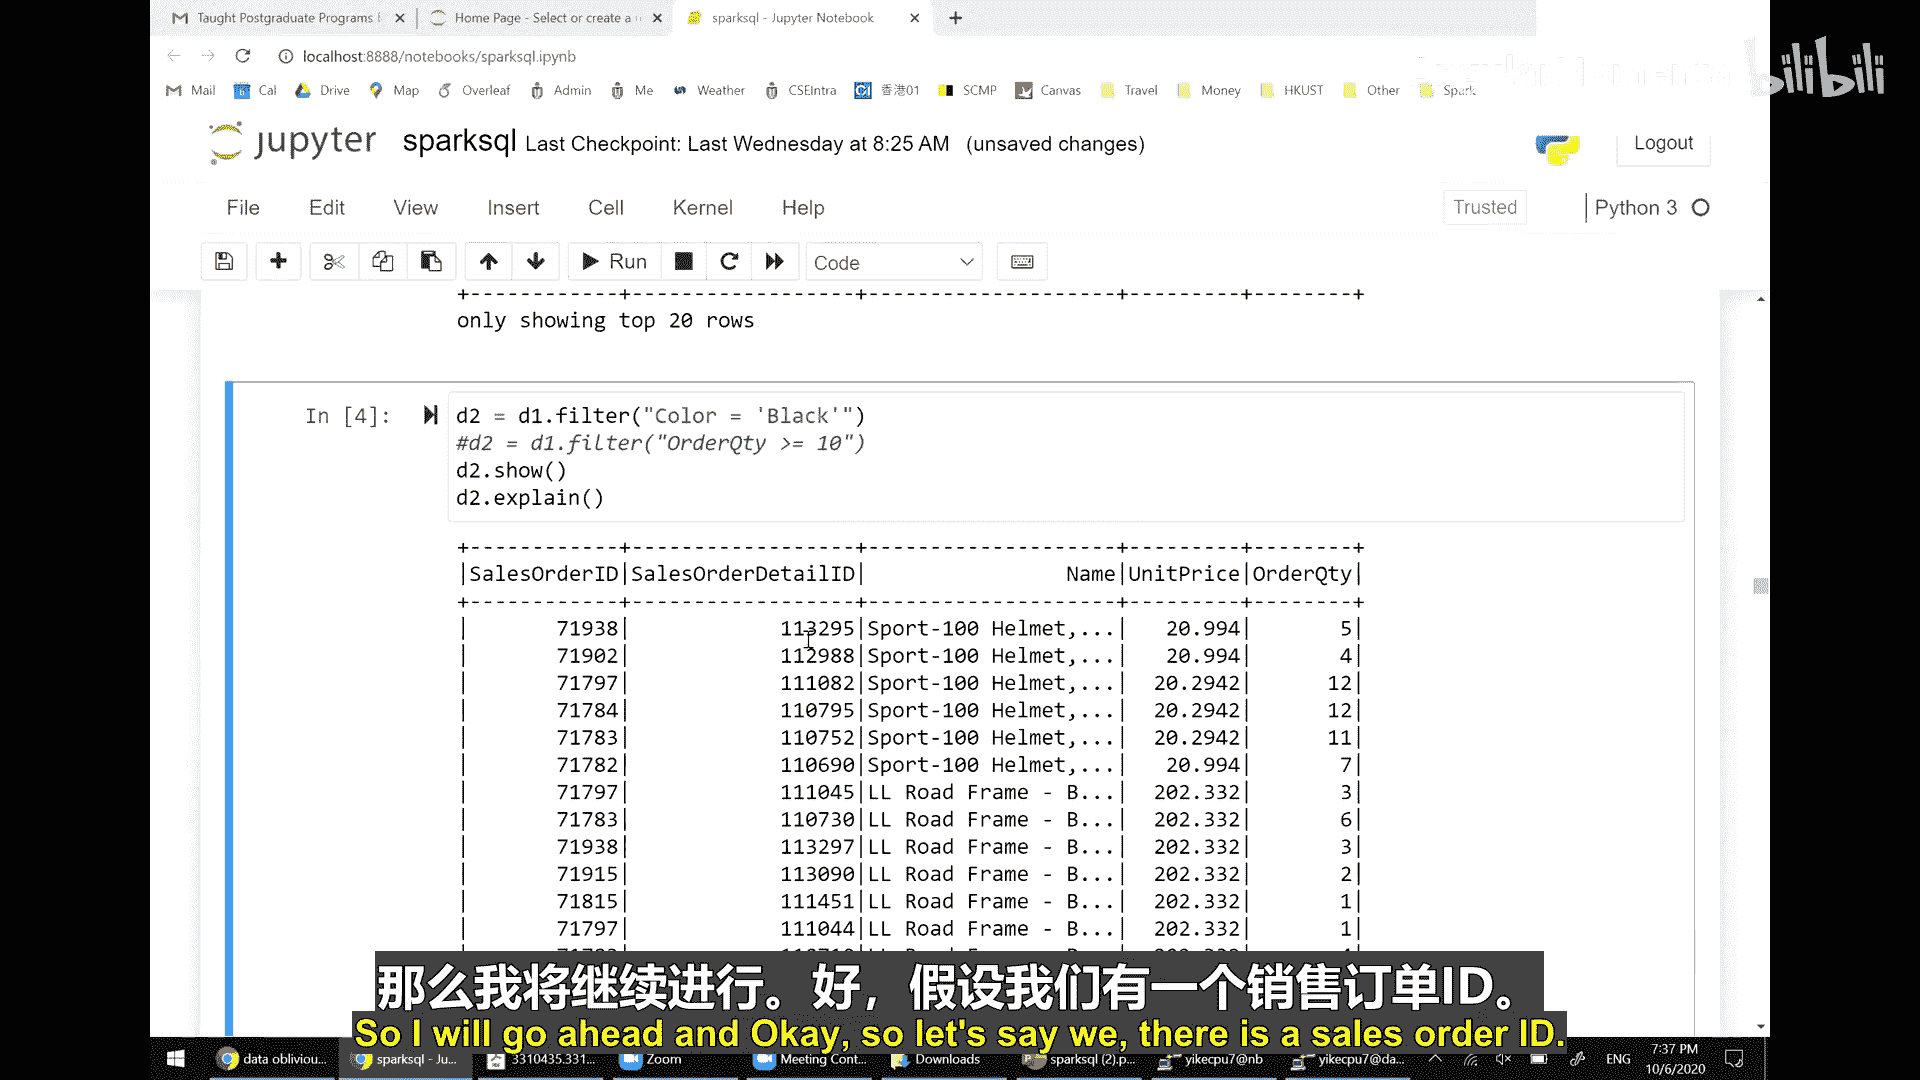 Taught Postgraduate Programs
Home Page - Select or create a
sparksql - Jupyter Notebook
localhost:8888/notebooks/sparksql.ipynb
bilibili
Mail Cal Drive Map Overleaf Admin Me Weather CSEIntra 香港01 SCMP Canvas Travel Money HKUST Other Spark
jupyter sparksql Last Checkpoint: Last Wednesday at 8:25 AM (unsaved changes)
Logout
File Edit View Insert Cell Kernel Help
Trusted
Python 3
Run
Code
+------------+------------------+--------------------+---------+--------+
only showing top 20 rows
In [4]:
d2 = d1.filter("Color = 'Black'")
#d2 = d1.filter("OrderQty >= 10")
d2.show()
d2.explain()
+------------+------------------+--------------------+---------+--------+
|SalesOrderID|SalesOrderDetailID|                Name|UnitPrice|OrderQty|
+------------+------------------+--------------------+---------+--------+
|       71938|            113295|Sport-100 Helmet,...|   20.994|       5|
|       71902|            112988|Sport-100 Helmet,...|   20.994|       4|
|       71797|            111082|Sport-100 Helmet,...|  20.2942|      12|
|       71784|            110795|Sport-100 Helmet,...|  20.2942|      12|
|       71783|            110752|Sport-100 Helmet,...|  20.2942|      11|
|       71782|            110690|Sport-100 Helmet,...|   20.994|       7|
|       71797|            111045|LL Road Frame - B...|  202.332|       3|
|       71783|            110730|LL Road Frame - B...|  202.332|       6|
|       71938|            113297|LL Road Frame - B...|  202.332|       3|
|       71915|            113090|LL Road Frame - B...|  202.332|       2|
|       71815|            111451|LL Road Frame - B...|  202.332|       1|
|       71797|            111044|LL Road Frame - B...|  202.332|       1|
那么我将继续进行。好，假设我们有一个销售订单ID。
So I will go ahead and Okay, so let's say we, there is a sales order ID.
data obliviou... sparksql - Ju... 3310435.331... Zoom Meeting Cont... Downloads sparksql (2).p... yikecpu7@nb yikecpu7@da... ENG
7:37 PM
10/6/2020